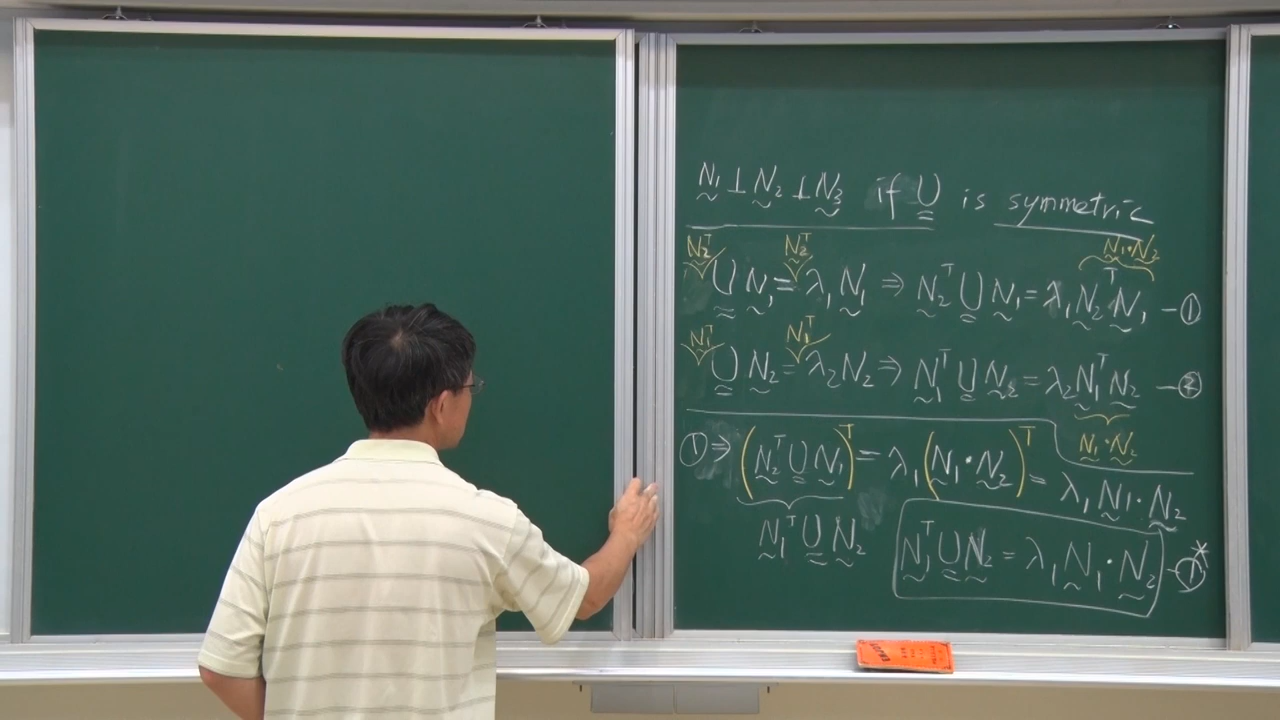 N₁ ⊥ N₂ ⊥ N₃ if U is symmetric
N₂ᵀ N₂ᵀ N₁·N₂
U N₁ = λ₁ N₁ ⇒ N₂ᵀ U N₁ = λ₁ N₂ᵀ N₁ — ①
N₁ᵀ N₁ᵀ
U N₂ = λ₂ N₂ ⇒ N₁ᵀ U N₂ = λ₂ N₁ᵀ N₂ — ②
N₁·N₂
① ⇒ (N₂ᵀ U N₁)ᵀ = λ₁ (N₁·N₂)ᵀ = λ₁ N₁·N₂
N₁ᵀ U N₂
N₁ᵀ U N₂ = λ₁ N₁·N₂ — ①*